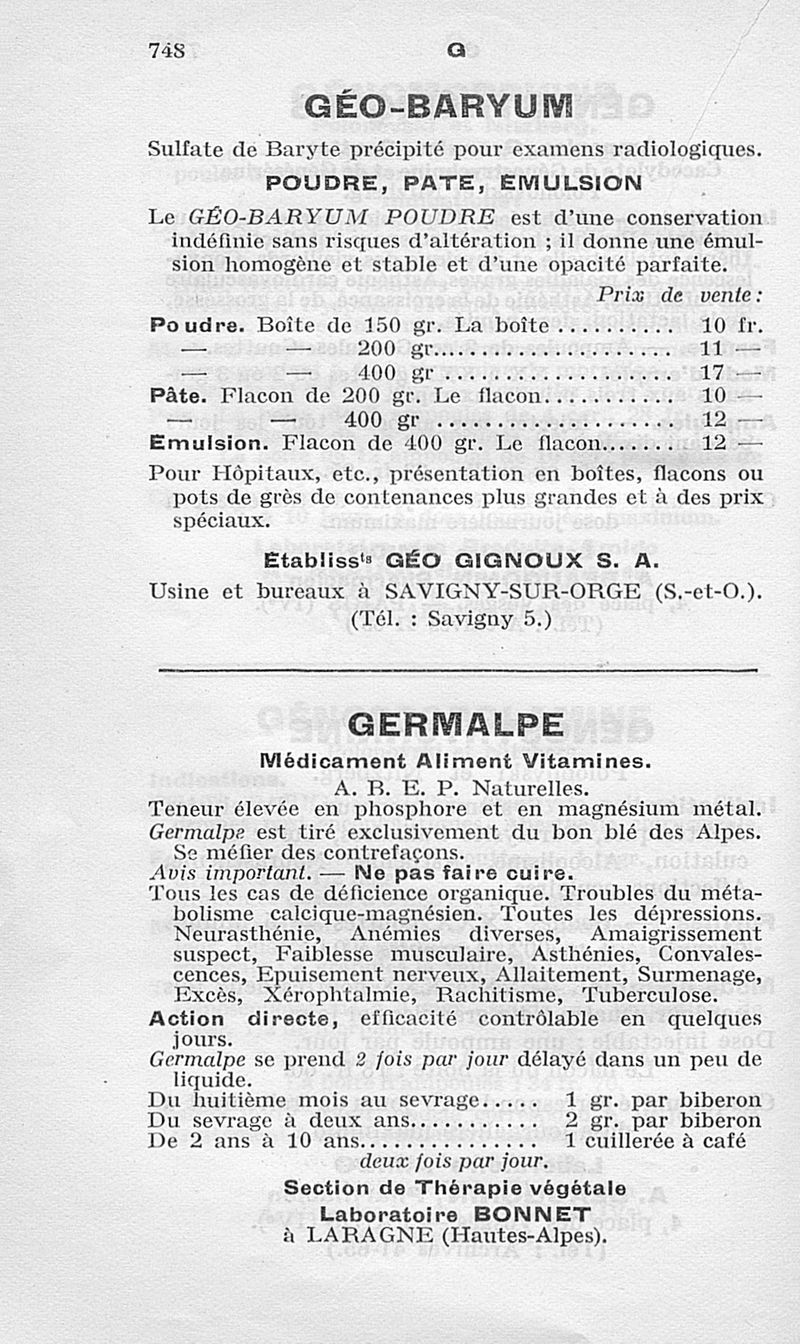 748
G
GÉO-BARYUM
Sulfate de Baryte précipité pour examens radiologiques.
POUDRE, PATE, EMULSION
Le GÉO-BARYUM POUDRE est d'une conservation
indéfinie sans risques d'altération ; il donne une émul-
sion homogène et stable et d'une opacité parfaite.
Prix de vente :
Poudre. Boîte de 150 gr. La boîte............ 10 fr.
— — 200 gr........................ 11 —
— — 400 gr ....................... 17 —
Pâte. Flacon de 200 gr. Le flacon............. 10 —
— — 400 gr ....................... 12 —
Emulsion. Flacon de 400 gr. Le flacon........ 12 —
Pour Hôpitaux, etc., présentation en boîtes, flacons ou
pots de grès de contenances plus grandes et à des prix
spéciaux.
Etablissts GÉO GIGNOUX S. A.
Usine et bureaux à SAVIGNY-SUR-ORGE (S.-et-O.).
(Tél. : Savigny 5.)
GERMALPE
Médicament Aliment Vitamines.
A. B. E. P. Naturelles.
Teneur élevée en phosphore et en magnésium métal.
Germalpe est tiré exclusivement du bon blé des Alpes.
Se méfier des contrefaçons.
Avis important. — Ne pas faire cuire.
Tous les cas de déficience organique. Troubles du méta-
bolisme calcique-magnésien. Toutes les dépressions.
Neurasthénie, Anémies diverses, Amaigrissement
suspect, Faiblesse musculaire, Asthénies, Convales-
cences, Epuisement nerveux, Allaitement, Surmenage,
Excès, Xérophtalmie, Rachitisme, Tuberculose.
Action directe, efficacité contrôlable en quelques
jours.
Germalpe se prend 2 fois par jour délayé dans un peu de
liquide.
Du huitième mois au sevrage..... 1 gr. par biberon
Du sevrage à deux ans............ 2 gr. par biberon
De 2 ans à 10 ans................ 1 cuillerée à café
deux fois par jour.
Section de Thérapie végétale
Laboratoire BONNET
à LARAGNE (Hautes-Alpes).